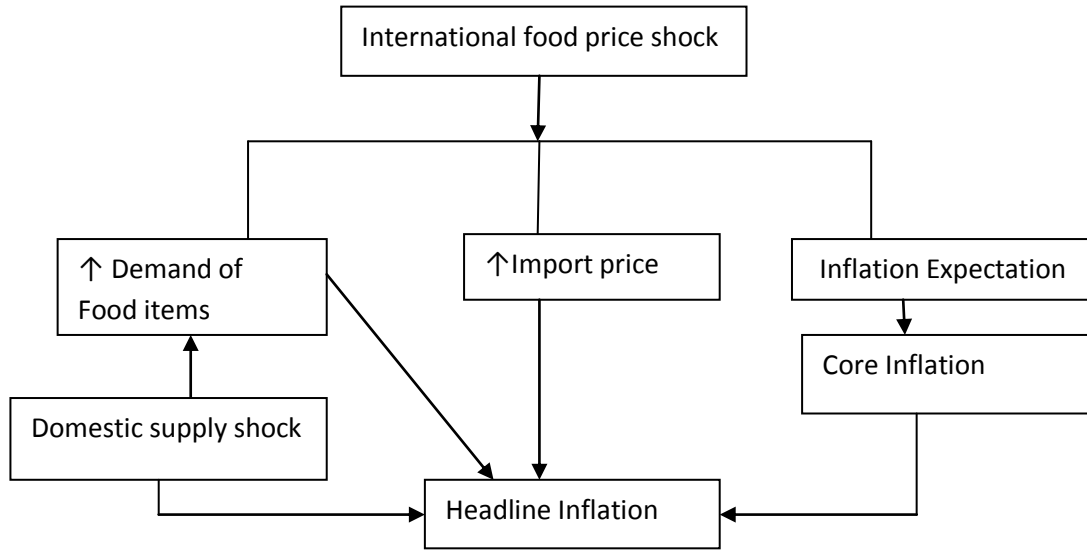 International food price shock
↑ Demand of
Food items
↑Import price
Inflation Expectation
Core Inflation
Domestic supply shock
Headline Inflation